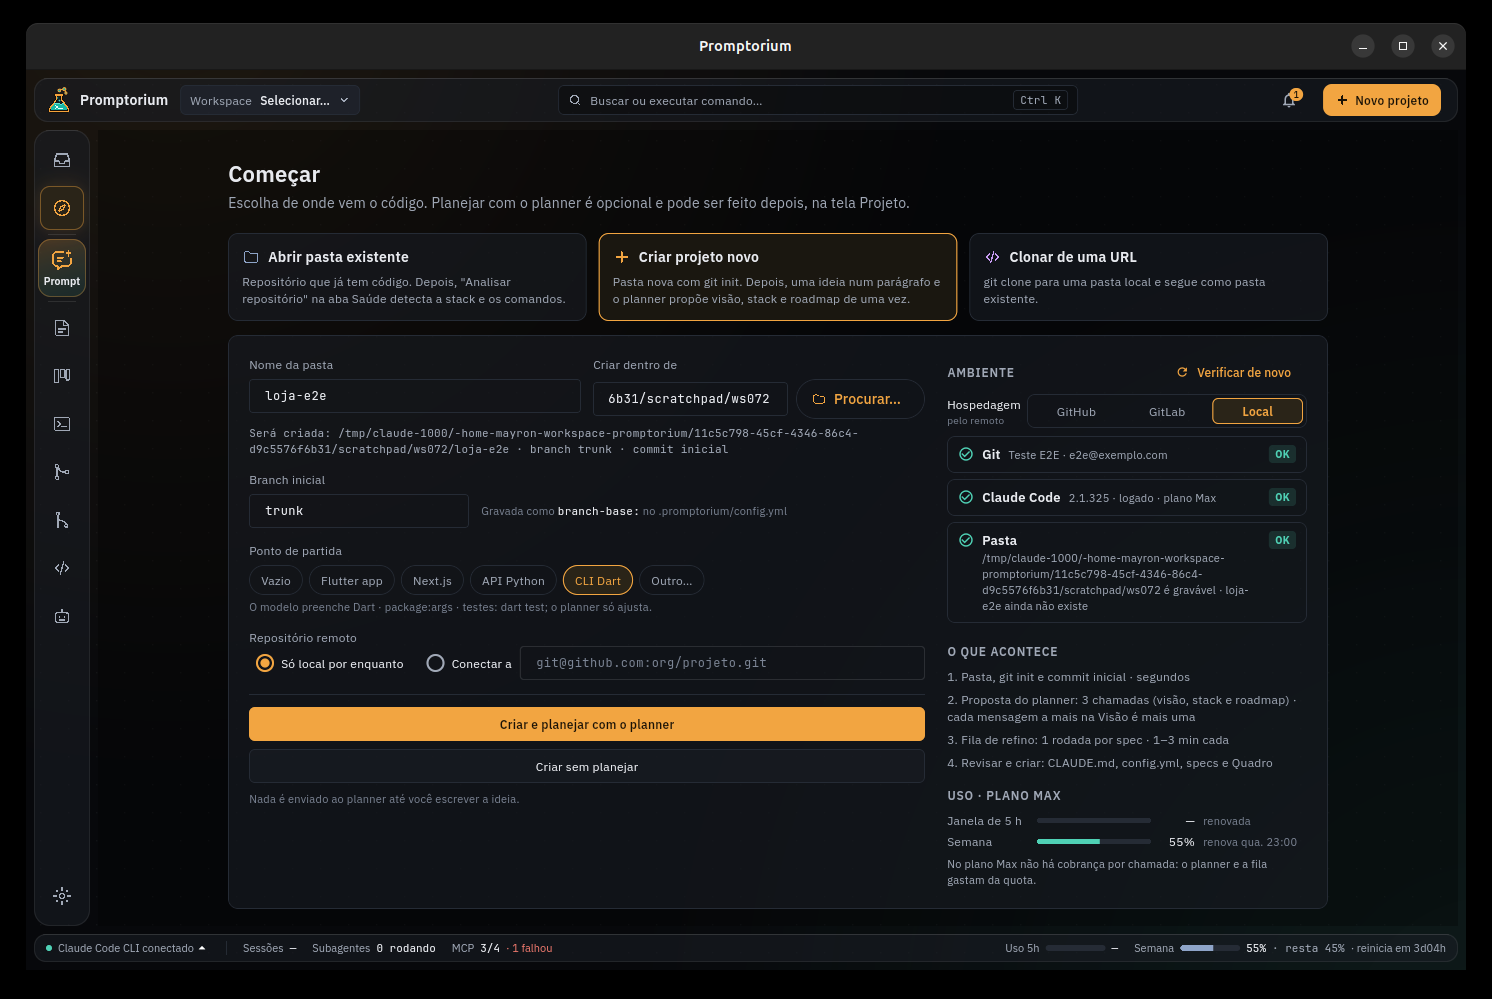 Promptorium
Promptorium
Workspace Selecionar...
Buscar ou executar comando...
Ctrl K
1
+ Novo projeto
Prompt
Começar
Escolha de onde vem o código. Planejar com o planner é opcional e pode ser feito depois, na tela Projeto.
Abrir pasta existente
Repositório que já tem código. Depois, "Analisar
repositório" na aba Saúde detecta a stack e os comandos.
Criar projeto novo
Pasta nova com git init. Depois, uma ideia num parágrafo e
o planner propõe visão, stack e roadmap de uma vez.
Clonar de uma URL
git clone para uma pasta local e segue como pasta
existente.
Nome da pasta
loja-e2e
Criar dentro de
6b31/scratchpad/ws072
Procurar...
Será criada: /tmp/claude-1000/-home-mayron-workspace-promptorium/11c5c798-45cf-4346-86c4-
d9c5576f6b31/scratchpad/ws072/loja-e2e · branch trunk · commit inicial
Branch inicial
trunk
Gravada como branch-base: no .promptorium/config.yml
Ponto de partida
Vazio
Flutter app
Next.js
API Python
CLI Dart
Outro...
O modelo preenche Dart · package:args · testes: dart test; o planner só ajusta.
Repositório remoto
Só local por enquanto
Conectar a
git@github.com:org/projeto.git
Criar e planejar com o planner
Criar sem planejar
Nada é enviado ao planner até você escrever a ideia.
AMBIENTE
Verificar de novo
Hospedagem
pelo remoto
GitHub
GitLab
Local
Git Teste E2E · e2e@exemplo.com
OK
Claude Code 2.1.325 · logado · plano Max
OK
Pasta
OK
/tmp/claude-1000/-home-mayron-workspace-
promptorium/11c5c798-45cf-4346-86c4-
d9c5576f6b31/scratchpad/ws072 é gravável · loja-
e2e ainda não existe
O QUE ACONTECE
1. Pasta, git init e commit inicial · segundos
2. Proposta do planner: 3 chamadas (visão, stack e roadmap) ·
cada mensagem a mais na Visão é mais uma
3. Fila de refino: 1 rodada por spec · 1–3 min cada
4. Revisar e criar: CLAUDE.md, config.yml, specs e Quadro
USO · PLANO MAX
Janela de 5 h — renovada
Semana 55% renova qua. 23:00
No plano Max não há cobrança por chamada: o planner e a fila
gastam da quota.
Claude Code CLI conectado
Sessões —
Subagentes 0 rodando
MCP 3/4 · 1 falhou
Uso 5h —
Semana 55% · resta 45% · reinicia em 3d04h